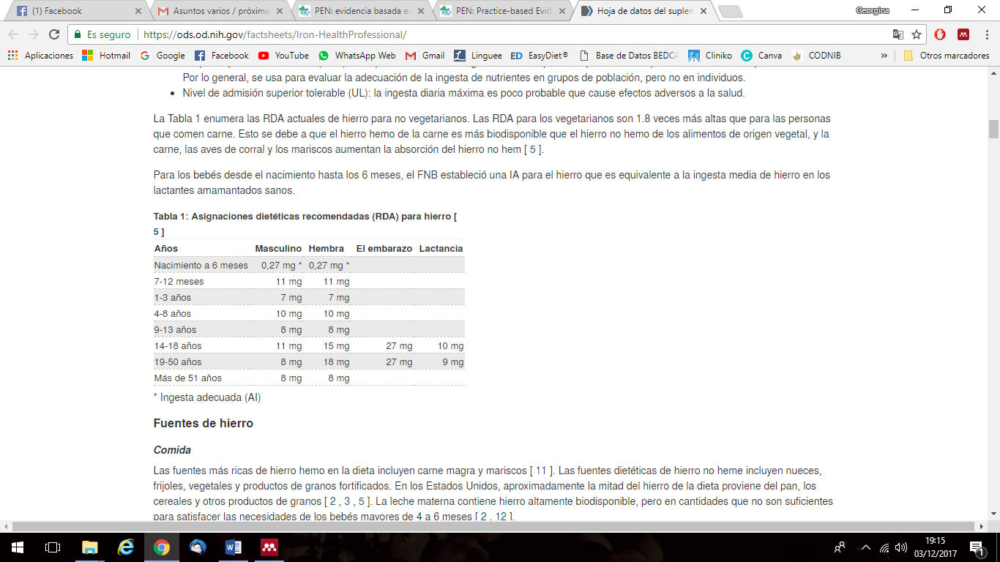 (1) Facebook
Asuntos varios / próxima
PEN: evidencia basada en
PEN: Practice-based Evid
Hoja de datos del suplem
Georgina
Es seguro | https://ods.od.nih.gov/factsheets/Iron-HealthProfessional/
Aplicaciones Hotmail Google Facebook YouTube WhatsApp Web Gmail Linguee EasyDiet® Base de Datos BEDCA Cliniko Canva CODNIB » Otros marcadores
Por lo general, se usa para evaluar la adecuación de la ingesta de nutrientes en grupos de población, pero no en individuos.
• Nivel de admisión superior tolerable (UL): la ingesta diaria máxima es poco probable que cause efectos adversos a la salud.
La Tabla 1 enumera las RDA actuales de hierro para no vegetarianos. Las RDA para los vegetarianos son 1.8 veces más altas que para las personas
que comen carne. Esto se debe a que el hierro hemo de la carne es más biodisponible que el hierro no hemo de los alimentos de origen vegetal, y la
carne, las aves de corral y los mariscos aumentan la absorción del hierro no hem [ 5 ].
Para los bebés desde el nacimiento hasta los 6 meses, el FNB estableció una IA para el hierro que es equivalente a la ingesta media de hierro en los
lactantes amamantados sanos.
Tabla 1: Asignaciones dietéticas recomendadas (RDA) para hierro [
5 ]
Años Masculino Hembra El embarazo Lactancia
Nacimiento a 6 meses 0,27 mg * 0,27 mg *
7-12 meses 11 mg 11 mg
1-3 años 7 mg 7 mg
4-8 años 10 mg 10 mg
9-13 años 8 mg 8 mg
14-18 años 11 mg 15 mg 27 mg 10 mg
19-50 años 8 mg 18 mg 27 mg 9 mg
Más de 51 años 8 mg 8 mg
* Ingesta adecuada (AI)
Fuentes de hierro
Comida
Las fuentes más ricas de hierro hemo en la dieta incluyen carne magra y mariscos [ 11 ]. Las fuentes dietéticas de hierro no heme incluyen nueces,
frijoles, vegetales y productos de granos fortificados. En los Estados Unidos, aproximadamente la mitad del hierro de la dieta proviene del pan, los
cereales y otros productos de granos [ 2 , 3 , 5 ]. La leche materna contiene hierro altamente biodisponible, pero en cantidades que no son suficientes
para satisfacer las necesidades de los bebés mayores de 4 a 6 meses [ 2 , 12 ].
19:15
03/12/2017
1